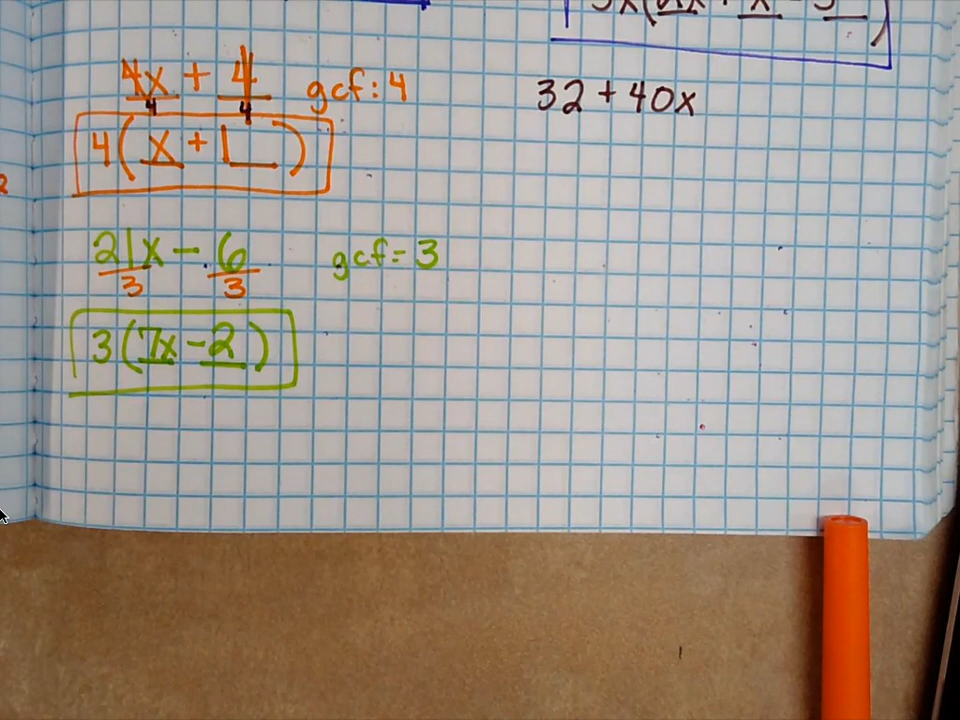 4x + 4 gcf: 4
4 4
4(x + 1)
21x - 6 gcf = 3
3 3
3(7x - 2)
32 + 40x